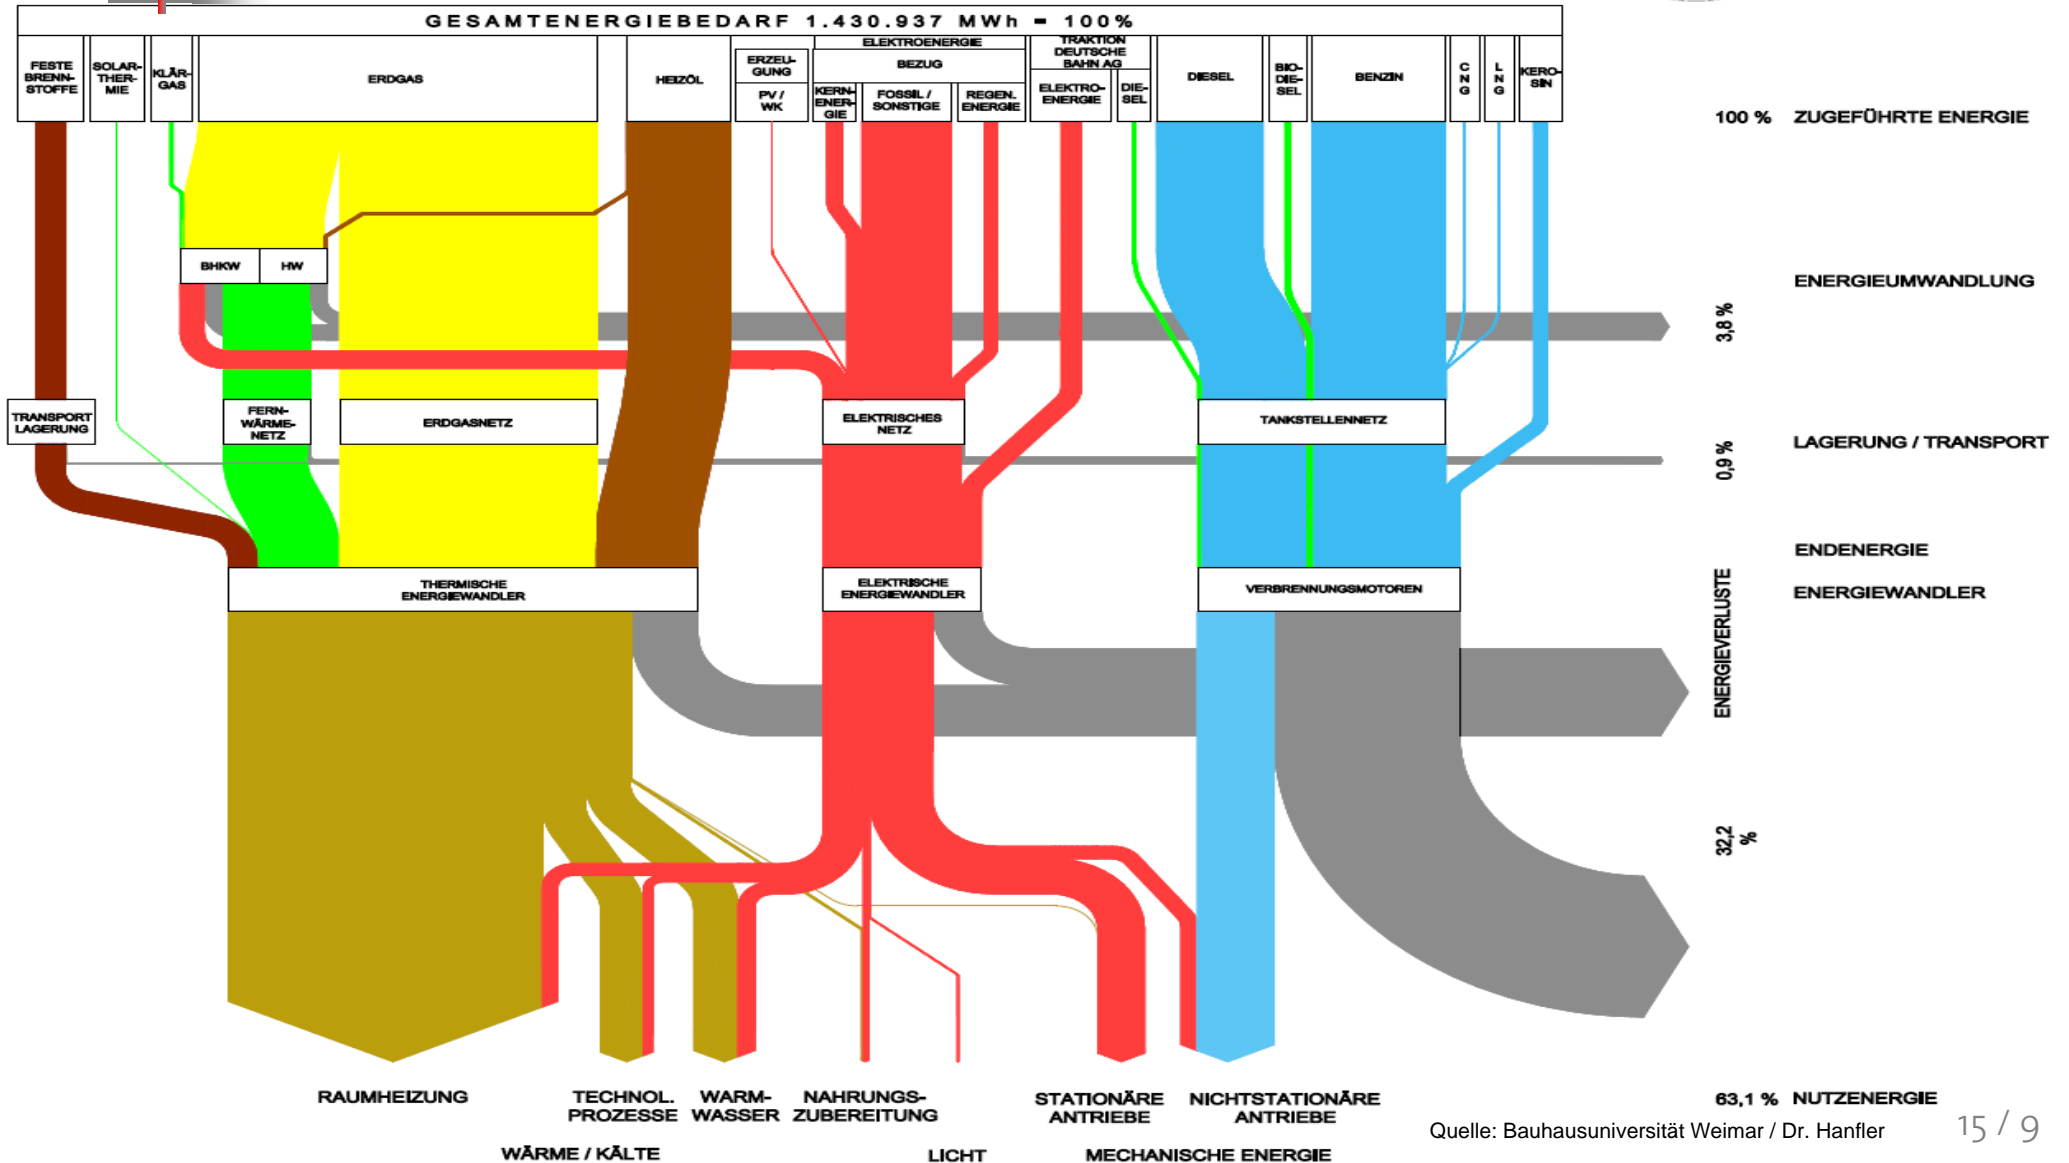 GESAMTENERGIEBEDARF 1.430.937 MWh = 100%
FESTE
BRENN-
STOFFE
SOLAR-
THER-
MIE
KLÄR-
GAS
ERDGAS
HEIZÖL
ERZEU-
GUNG
PV /
WK
ELEKTROENERGIE
BEZUG
KERN-
ENER-
GIE
FOSSIL /
SONSTIGE
REGEN.
ENERGIE
TRAKTION
DEUTSCHE
BAHN AG
ELEKTRO-
ENERGIE
DIE-
SEL
DIESEL
BIO-
DIE-
SEL
BENZIN
C
N
G
L
N
G
KERO-
SIN
100 % ZUGEFÜHRTE ENERGIE
BHKW
HW
ENERGIEUMWANDLUNG
3,8 %
TRANSPORT
LAGERUNG
FERN-
WÄRME-
NETZ
ERDGASNETZ
ELEKTRISCHES
NETZ
TANKSTELLENNETZ
LAGERUNG / TRANSPORT
0,9 %
ENDENERGIE
THERMISCHE
ENERGIEWANDLER
ELEKTRISCHE
ENERGIEWANDLER
VERBRENNUNGSMOTOREN
ENERGIEWANDLER
ENERGIEVERLUSTE
32,2
%
RAUMHEIZUNG
TECHNOL.
PROZESSE
WARM-
WASSER
NAHRUNGS-
ZUBEREITUNG
STATIONÄRE
ANTRIEBE
NICHTSTATIONÄRE
ANTRIEBE
63,1 % NUTZENERGIE
WÄRME / KÄLTE
LICHT
MECHANISCHE ENERGIE
Quelle: Bauhausuniversität Weimar / Dr. Hanfler
15 / 9